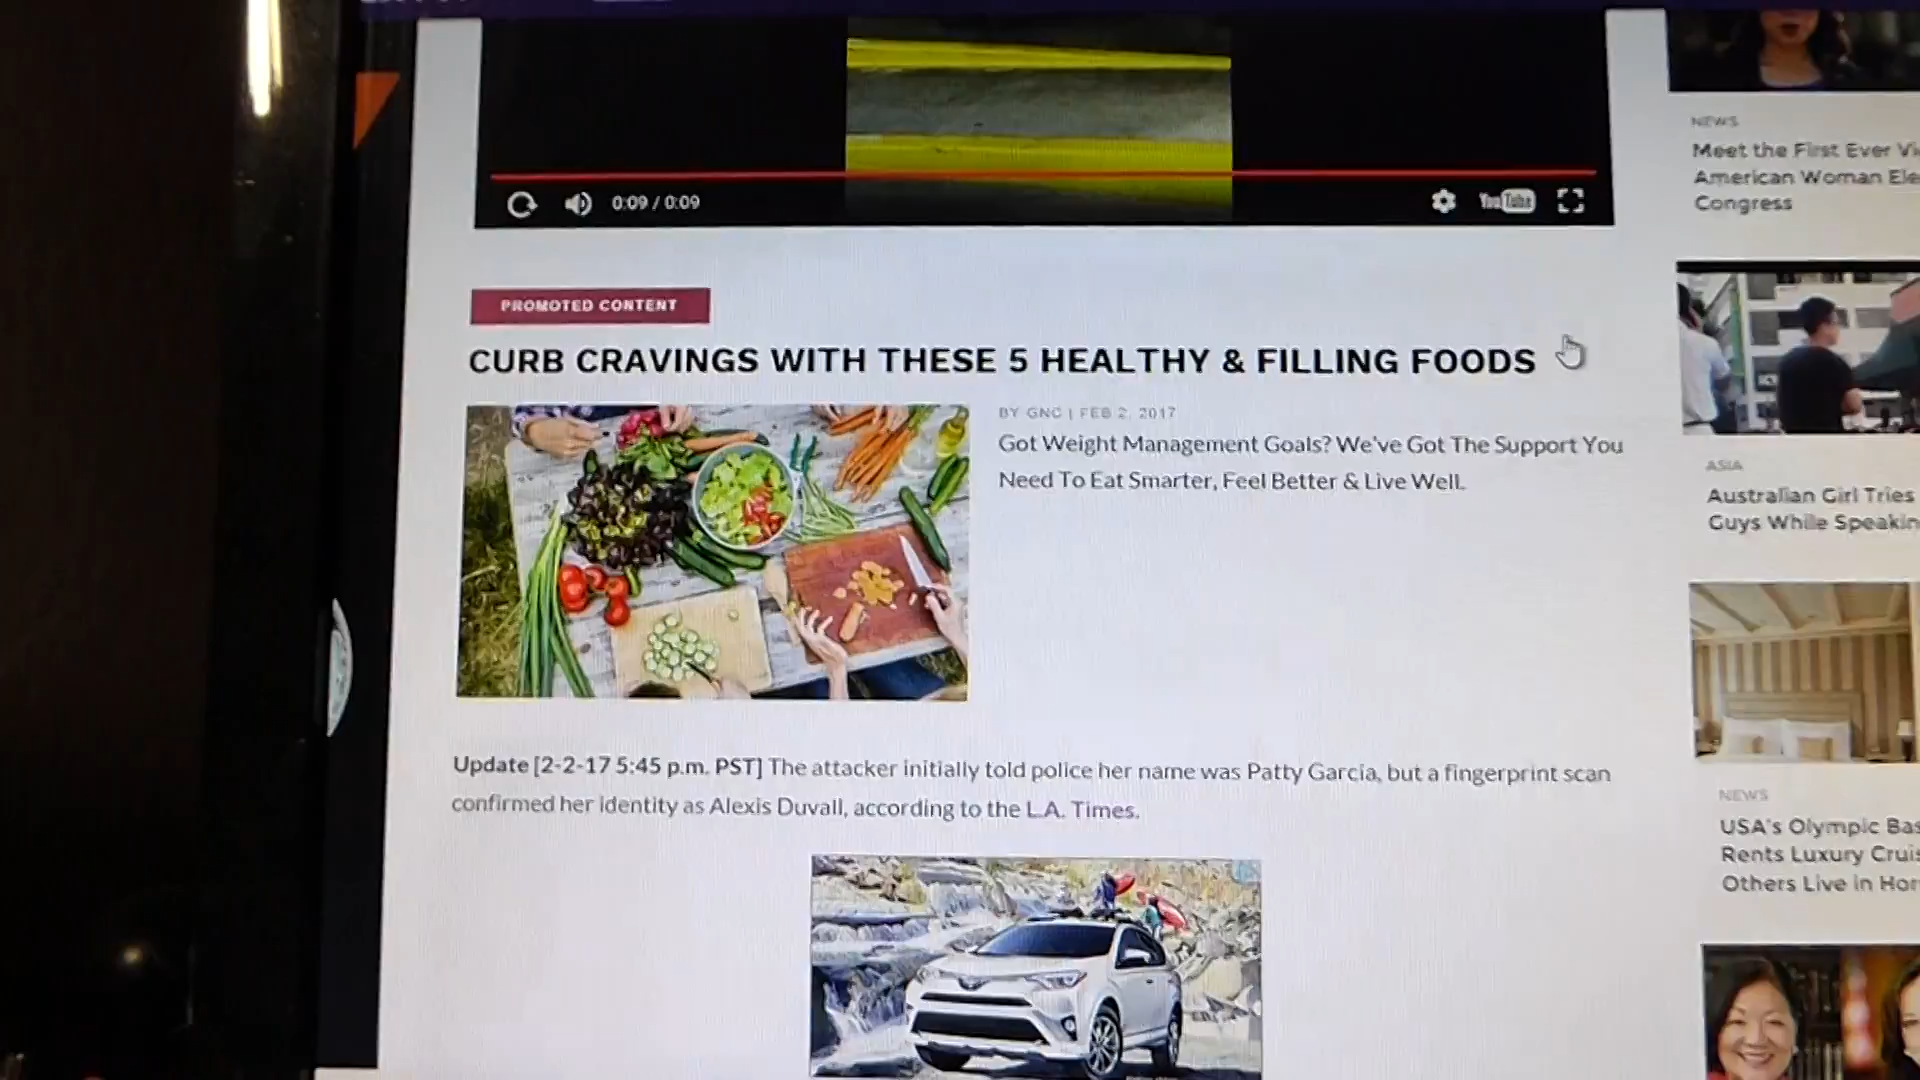 0:09 / 0:09
YouTube
PROMOTED CONTENT
CURB CRAVINGS WITH THESE 5 HEALTHY & FILLING FOODS
BY GNC | FEB 2, 2017
Got Weight Management Goals? We've Got The Support You
Need To Eat Smarter, Feel Better & Live Well.
Update [2-2-17 5:45 p.m. PST] The attacker initially told police her name was Patty Garcia, but a fingerprint scan
confirmed her identity as Alexis Duvall, according to the L.A. Times.
NEWS
Meet the First Ever
American Woman
Congress
ASIA
Australian Girl Tries
Guys While
NEWS
USA's Olympic
Rents Luxury
Others Live in